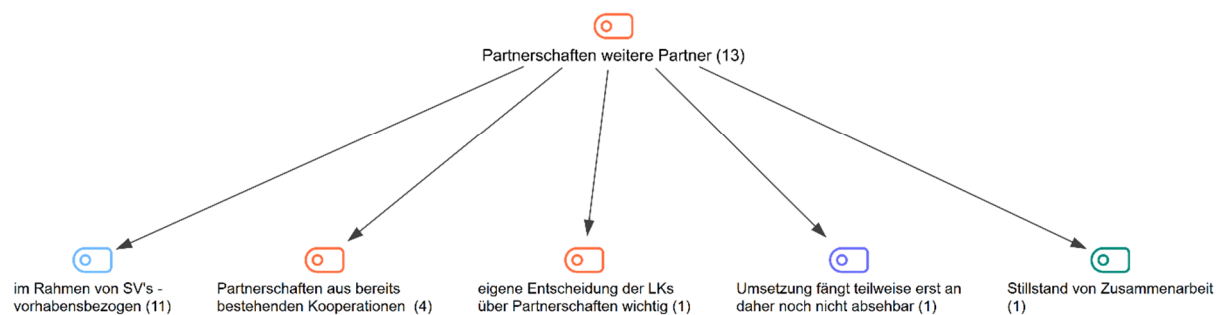 Partnerschaften weitere Partner (13)
im Rahmen von SV's -
vorhabensbezogen (11)
Partnerschaften aus bereits
bestehenden Kooperationen (4)
eigene Entscheidung der LKs
über Partnerschaften wichtig (1)
Umsetzung fängt teilweise erst an
daher noch nicht absehbar (1)
Stillstand von Zusammenarbeit
(1)